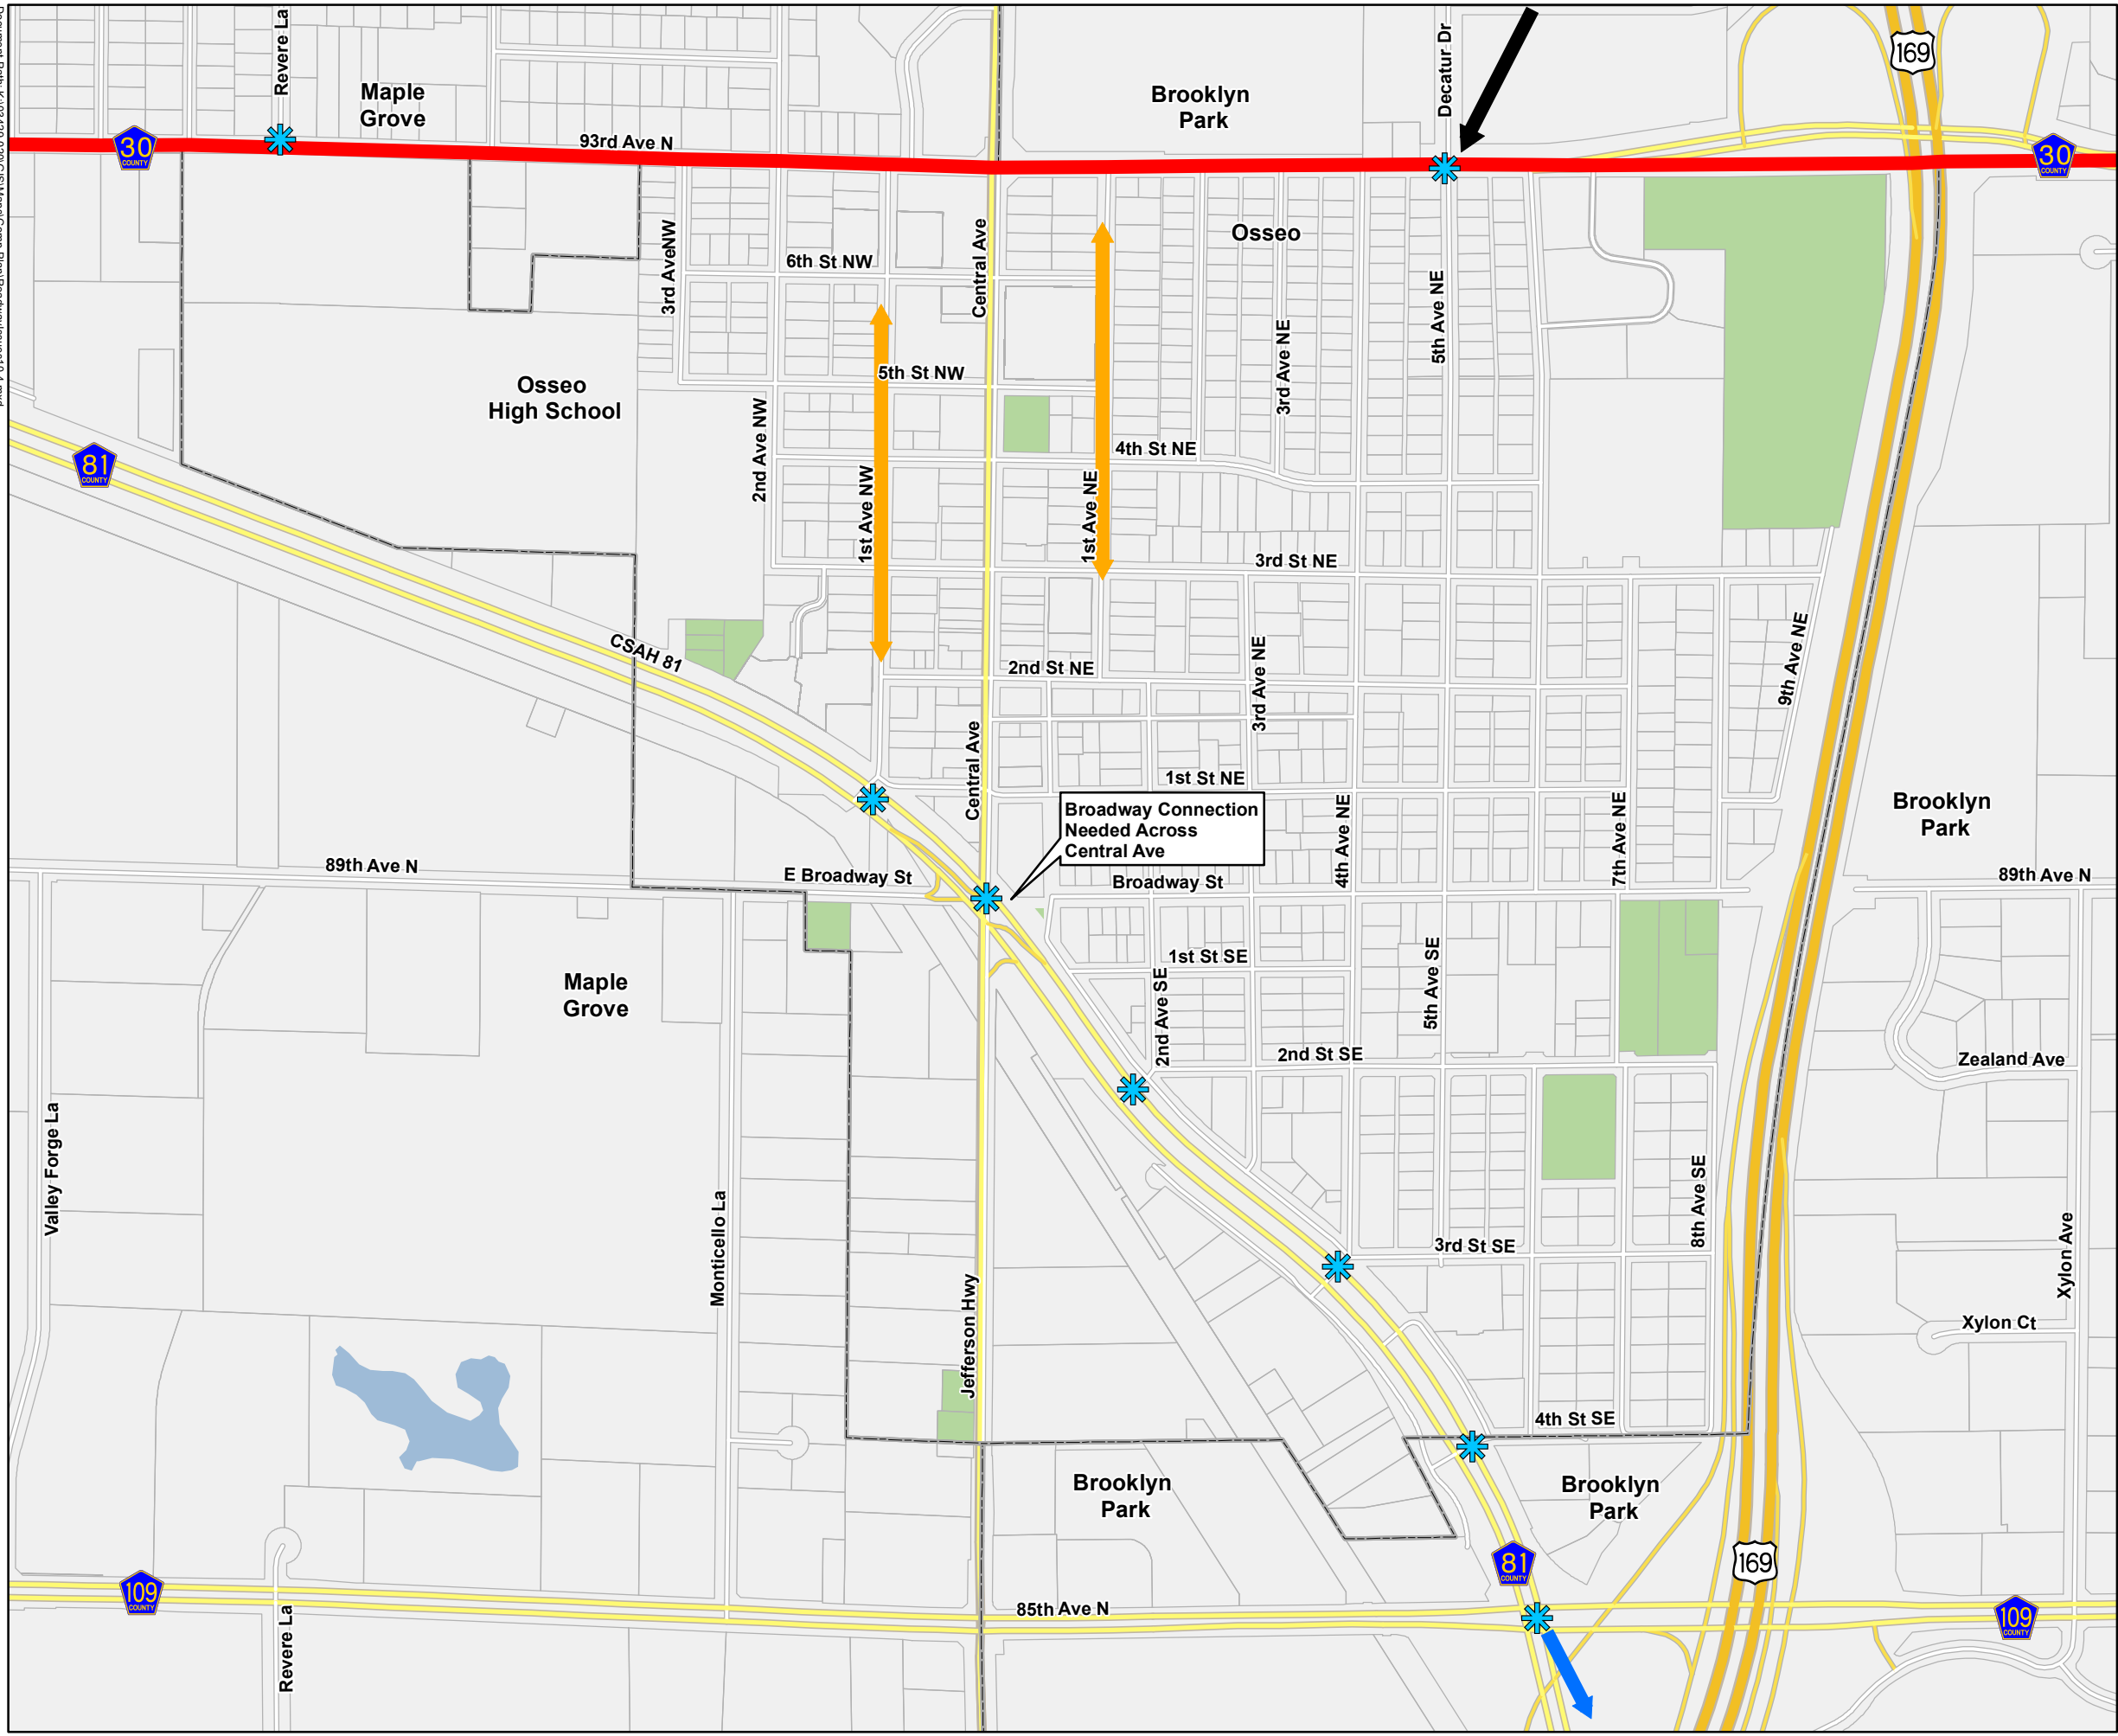 Revere La
Maple
Grove
Brooklyn
Park
Decatur Dr
169
30
COUNTY
93rd Ave N
30
COUNTY
Osseo
3rd AveNW
6th St NW
Central Ave
5th Ave NE
3rd Ave NE
5th St NW
Osseo
High School
2nd Ave NW
4th St NE
81
COUNTY
1st Ave NW
1st Ave NE
3rd St NE
CSAH 81
2nd St NE
3rd Ave NE
9th Ave NE
Central Ave
1st St NE
Broadway Connection
Needed Across
Central Ave
4th Ave NE
7th Ave NE
Brooklyn
Park
89th Ave N
E Broadway St
Broadway St
89th Ave N
Maple
Grove
1st St SE
2nd Ave SE
5th Ave SE
2nd St SE
Zealand Ave
Valley Forge La
Monticello La
8th Ave SE
3rd St SE
Xylon Ave
Jefferson Hwy
Xylon Ct
4th St SE
Brooklyn
Park
Brooklyn
Park
81
COUNTY
169
109
COUNTY
85th Ave N
109
COUNTY
Revere La